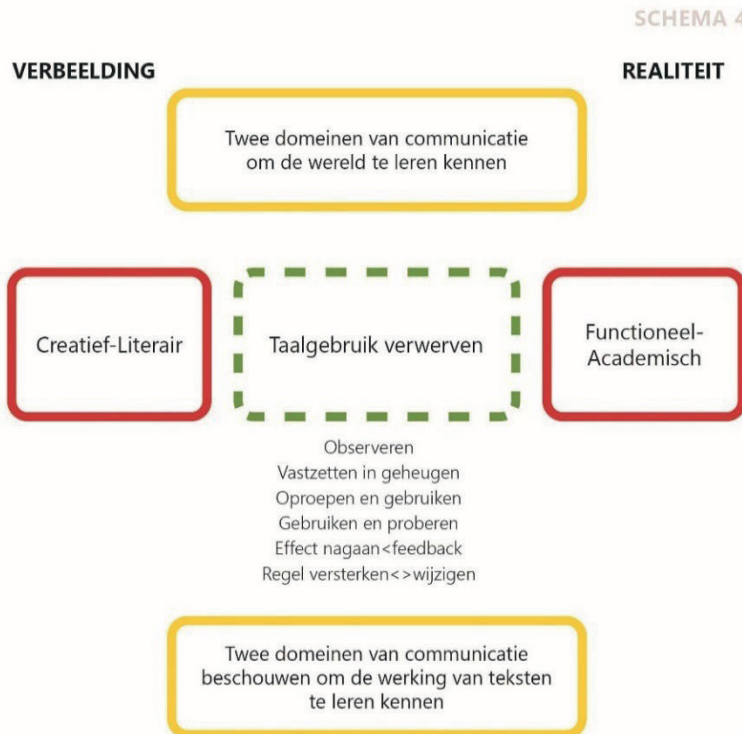 SCHEMA 4
VERBEELDING
REALITEIT
Twee domeinen van communicatie
om de wereld te leren kennen
Creatief-Literair
Taalgebruik verwerven
Functioneel-
Academisch
Observeren
Vastzetten in geheugen
Oproepen en gebruiken
Gebruiken en proberen
Effect nagaan<feedback
Regel versterken<>wijzigen
Twee domeinen van communicatie
beschouwen om de werking van teksten
te leren kennen